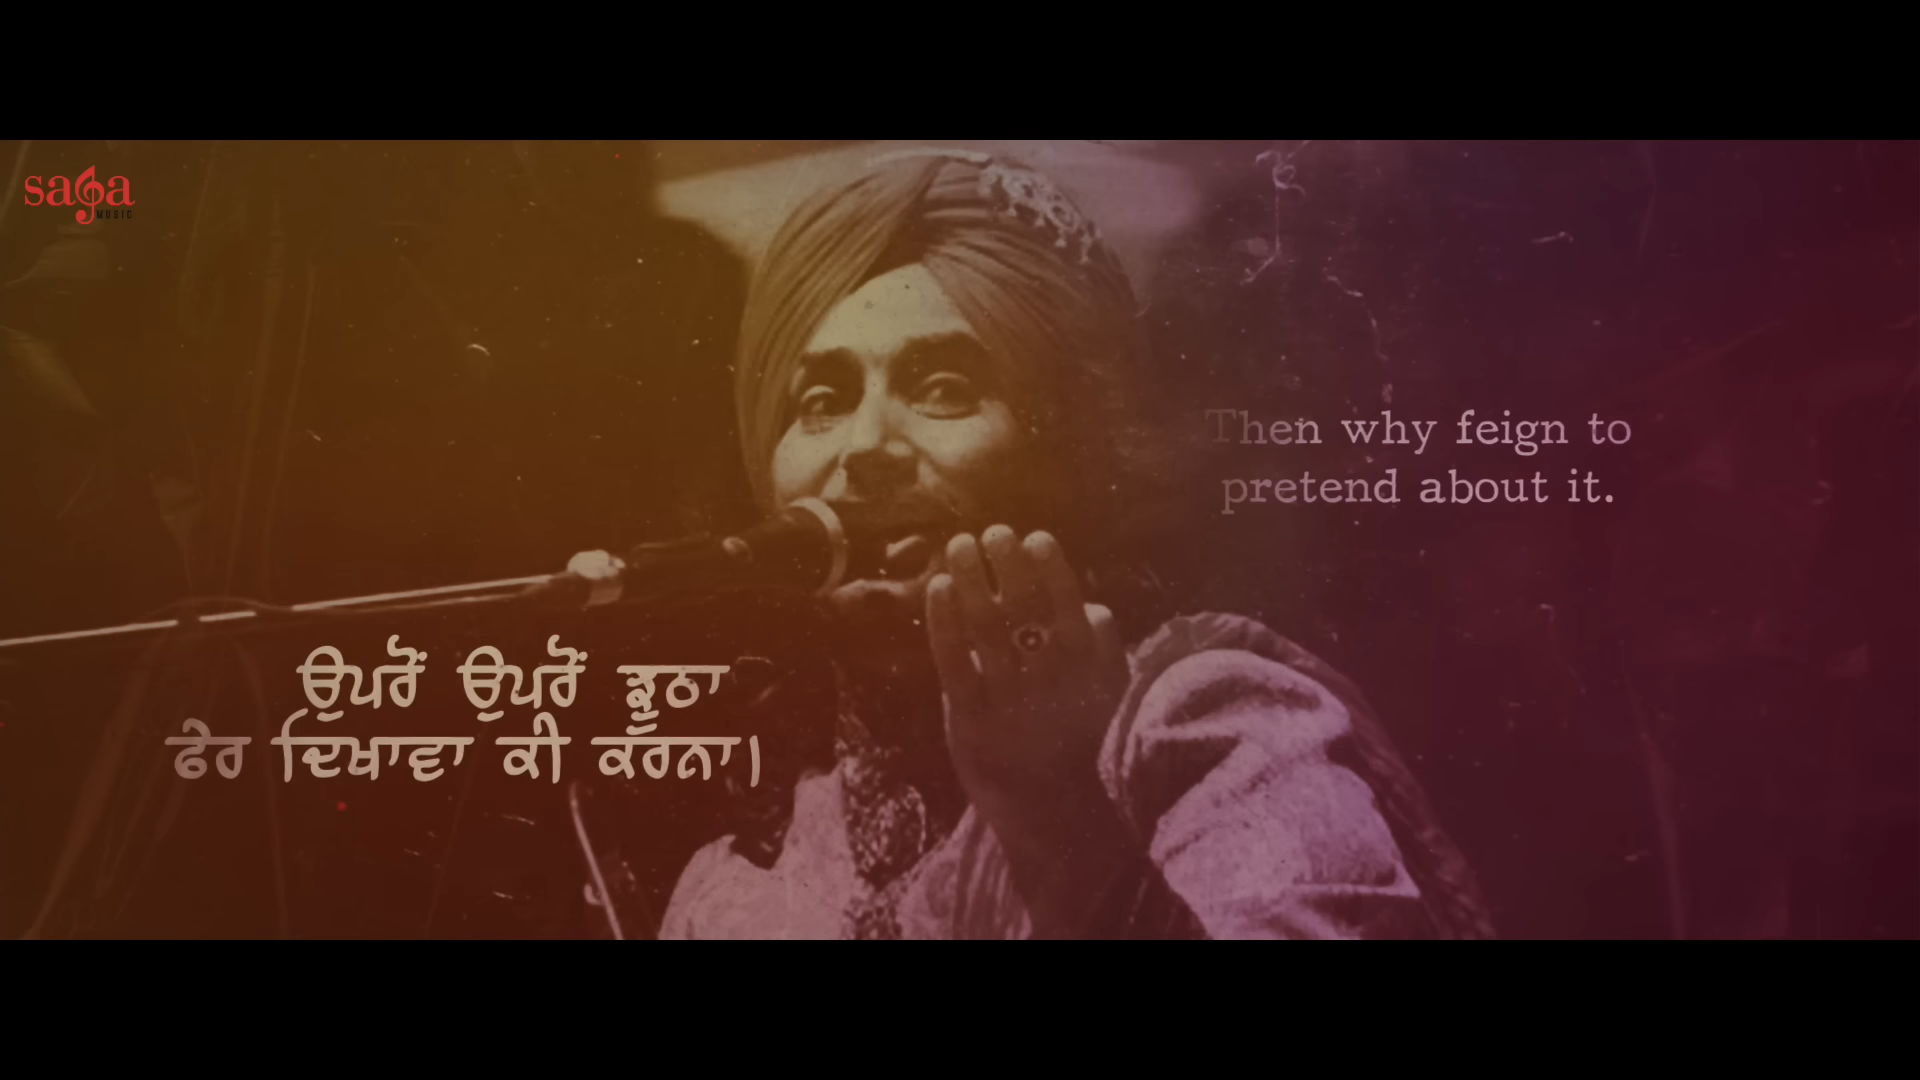 saga
MUSIC
Then why feign to
pretend about it.
ਉਪਰੋਂ ਉਪਰੋਂ ਝੂਠਾ
ਫੇਰ ਦਿਖਾਵਾ ਕੀ ਕਰਨਾ।